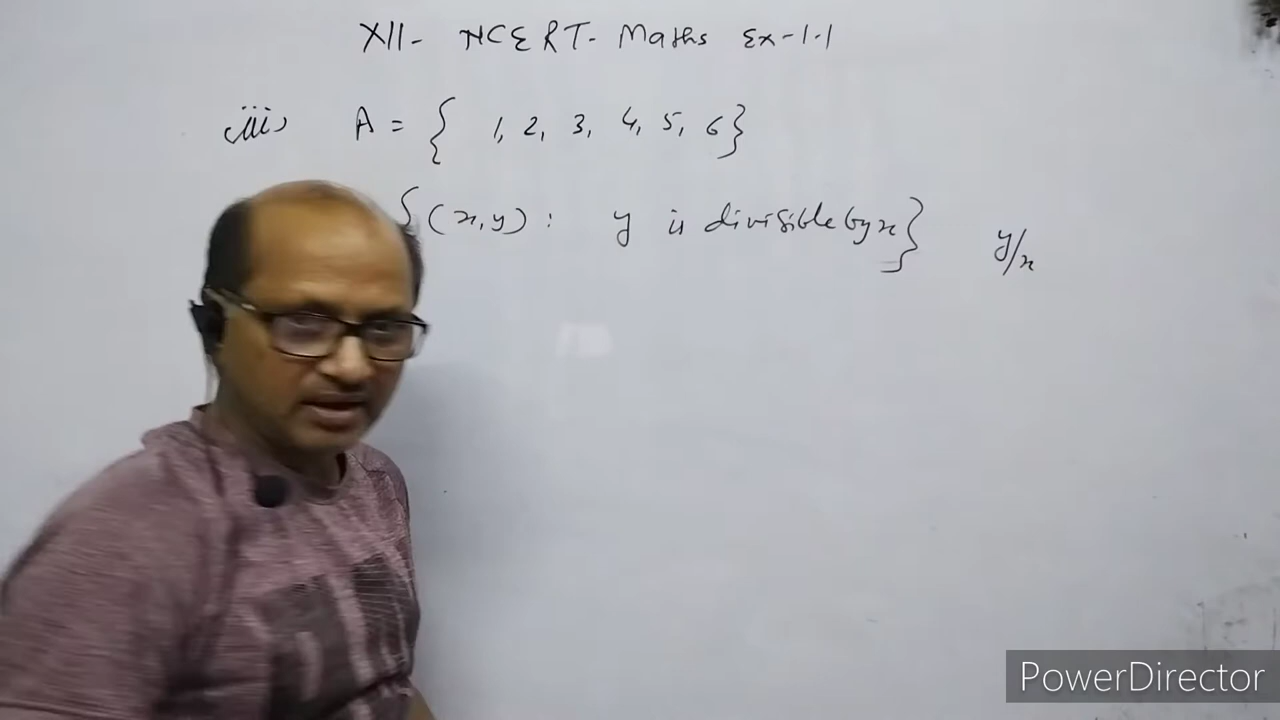 XII- NCERT- Maths Ex-1.1
iii) A = { 1, 2, 3, 4, 5, 6}
{(x,y) : y is divisible by x} y/x
PowerDirector